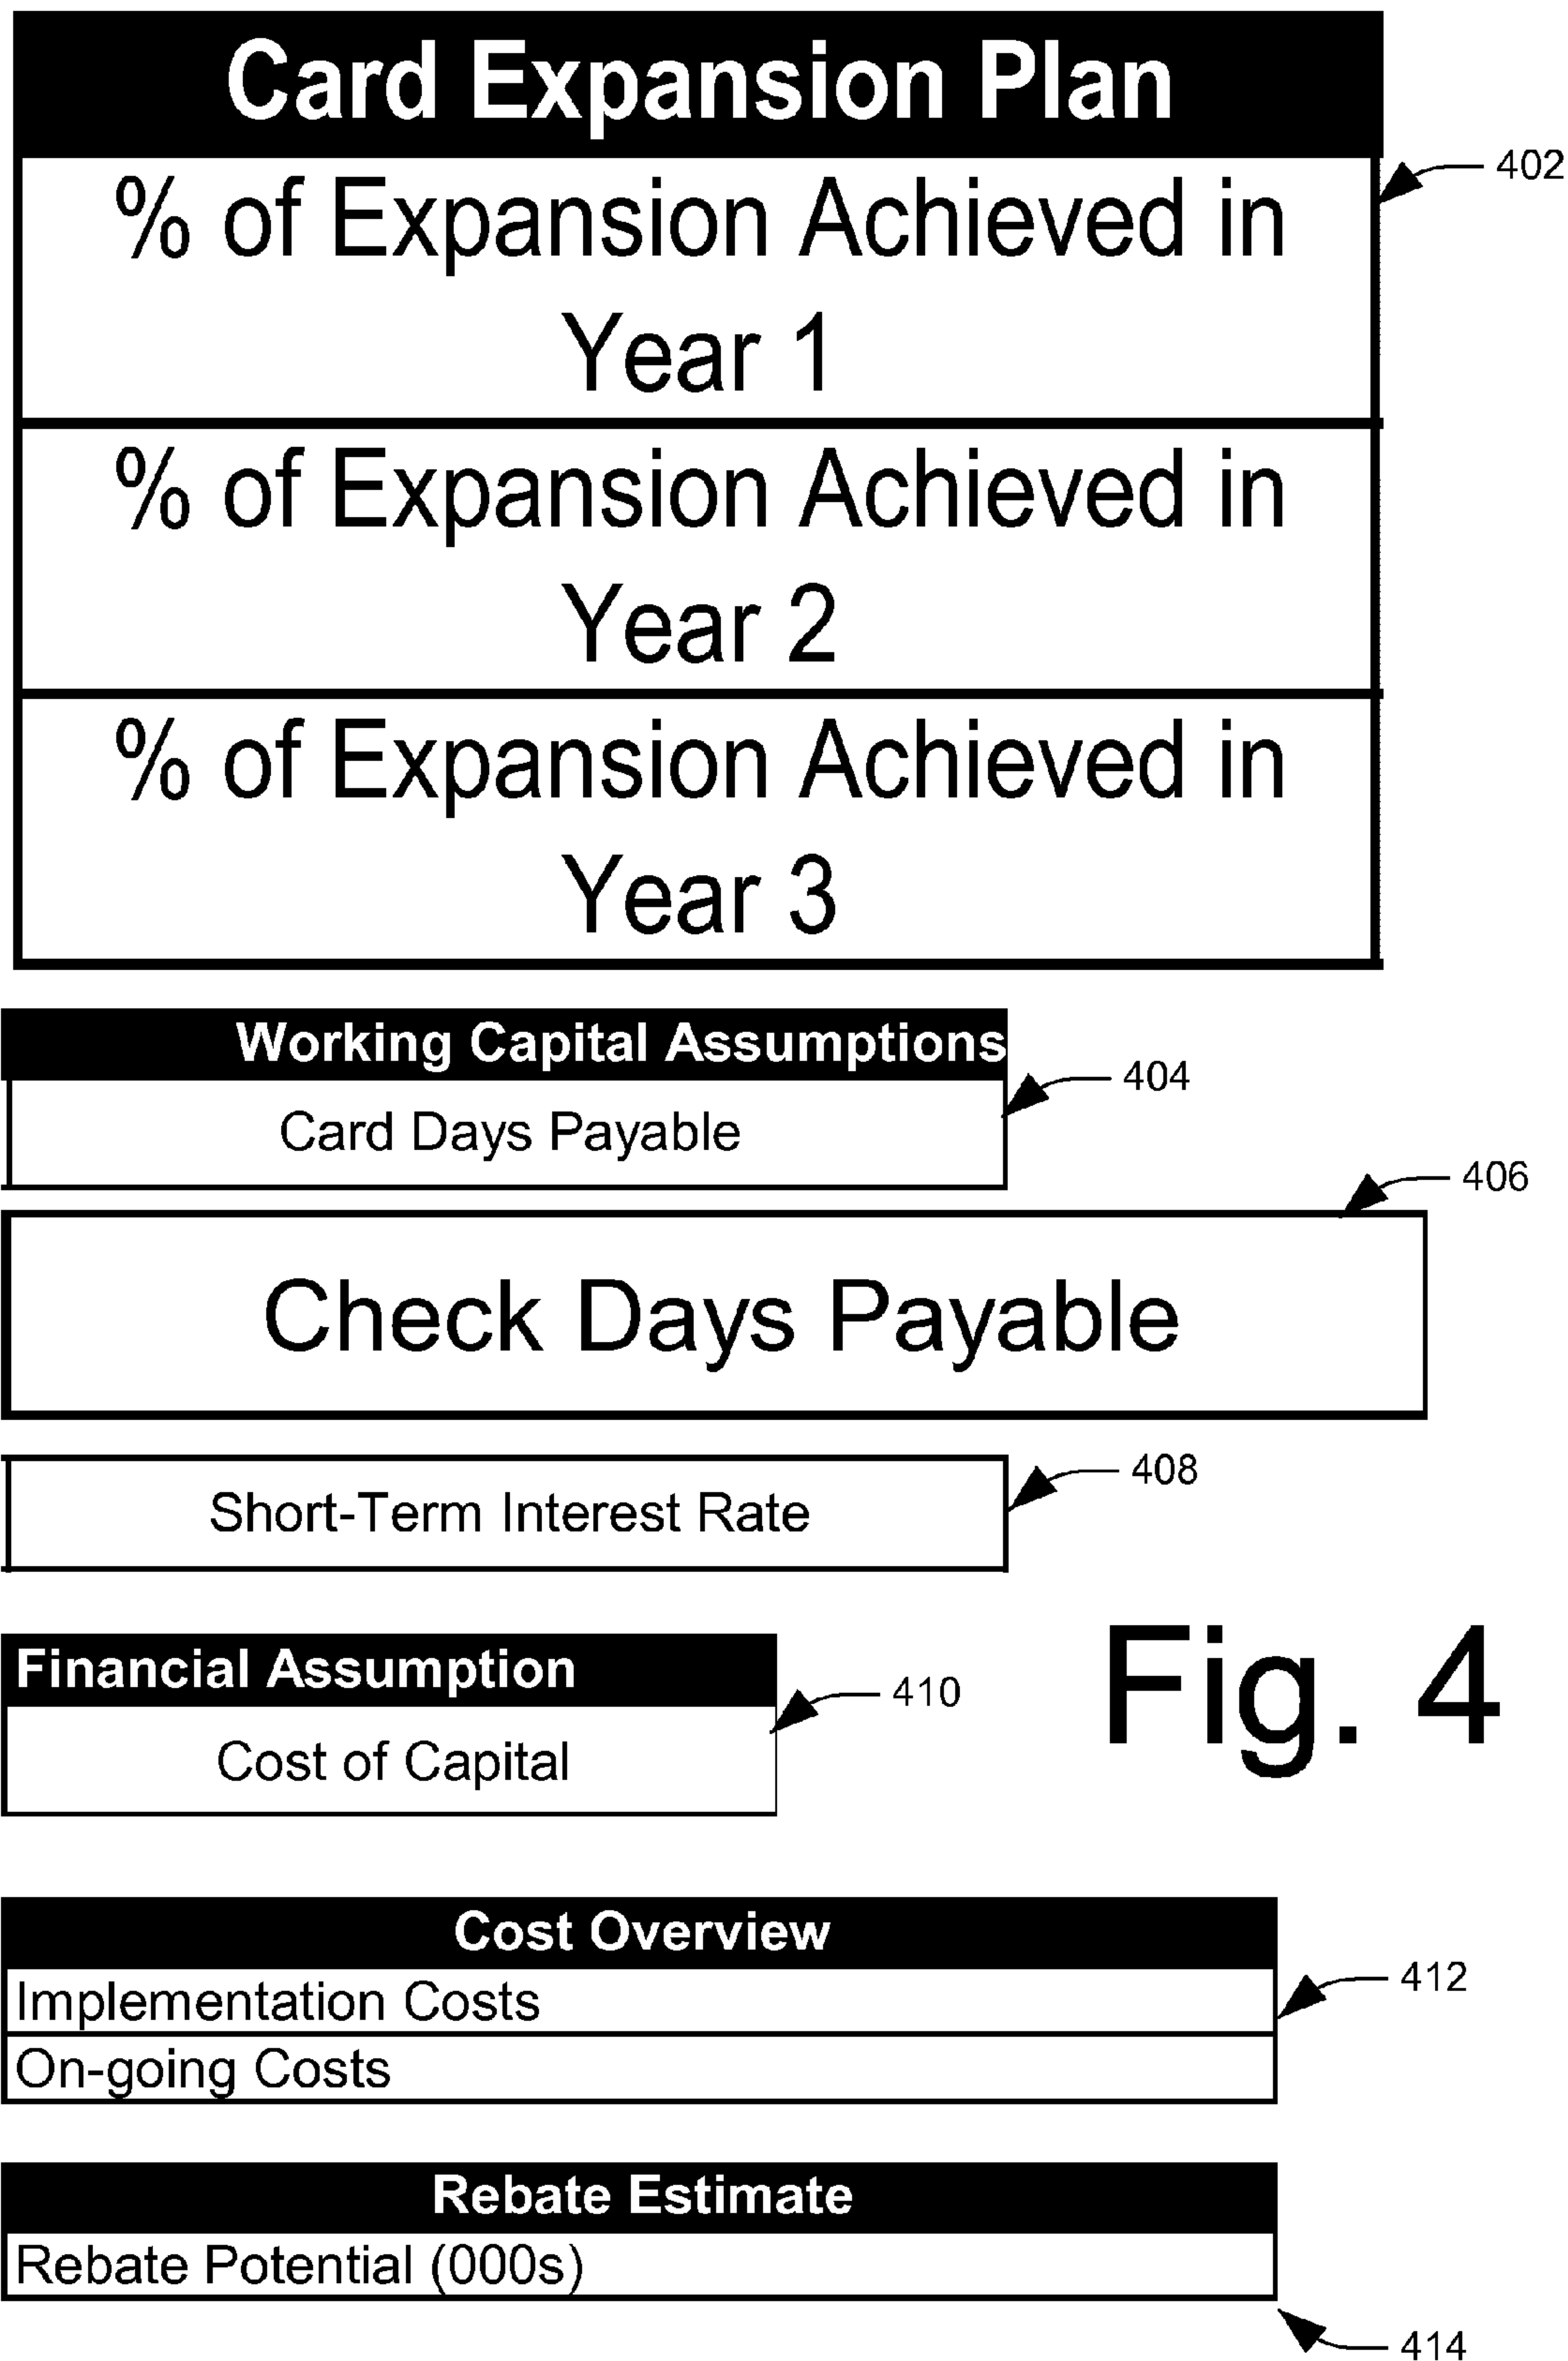 Card Expansion Plan
402
% of Expansion Achieved in
Year 1
% of Expansion Achieved in
Year 2
% of Expansion Achieved in
Year 3
Working Capital Assumptions
404
Card Days Payable
406
Check Days Payable
408
Short-Term Interest Rate
Financial Assumption
410
Cost of Capital
Fig. 4
Cost Overview
412
Implementation Costs
On-going Costs
Rebate Estimate
Rebate Potential (000s)
414